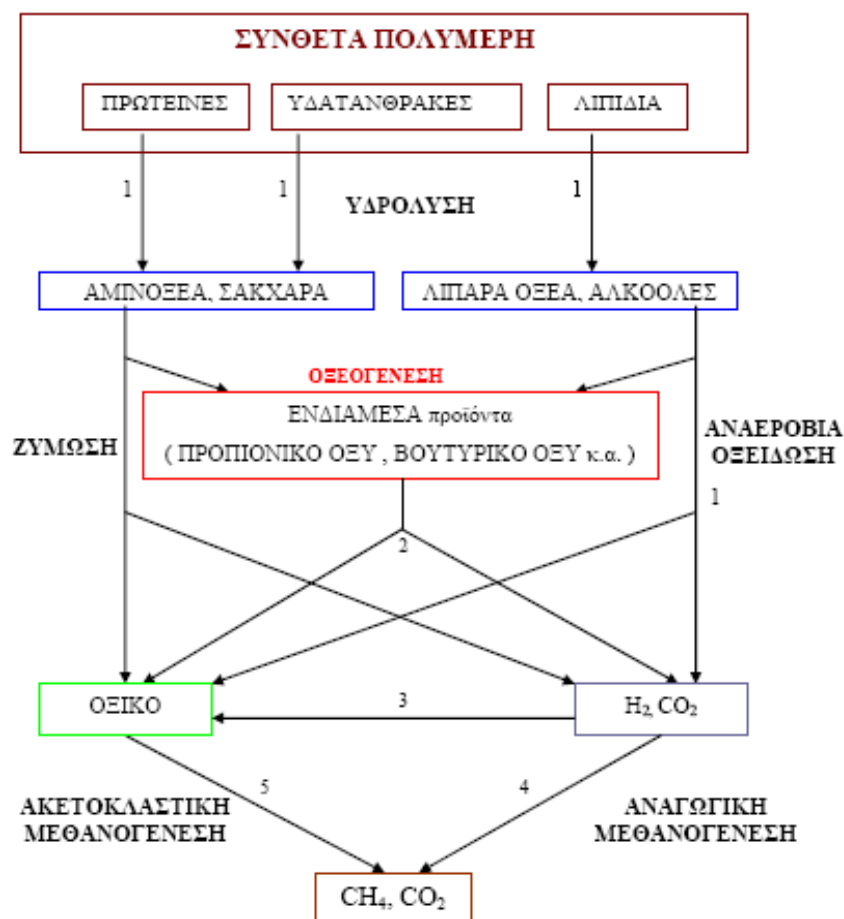 ΣΥΝΘΕΤΑ ΠΟΛΥΜΕΡΗ
ΠΡΩΤΕΙΝΕΣ
ΥΔΑΤΑΝΘΡΑΚΕΣ
ΛΙΠΙΔΙΑ
1
1
1
ΥΔΡΟΛΥΣΗ
ΑΜΙΝΟΞΕΑ, ΣΑΚΧΑΡΑ
ΛΙΠΑΡΑ ΟΞΕΑ, ΑΛΚΟΟΛΕΣ
ΟΞΕΟΓΕΝΕΣΗ
ΕΝΔΙΑΜΕΣΑ προϊόντα
( ΠΡΟΠΙΟΝΙΚΟ ΟΞΥ , ΒΟΥΤΥΡΙΚΟ ΟΞΥ κ.α. )
ΖΥΜΩΣΗ
ΑΝΑΕΡΟΒΙΑ
ΟΞΕΙΔΩΣΗ
1
2
ΟΞΙΚΟ
3
H₂, CO₂
5
4
ΑΚΕΤΟΚΛΑΣΤΙΚΗ
ΜΕΘΑΝΟΓΕΝΕΣΗ
ΑΝΑΓΩΓΙΚΗ
ΜΕΘΑΝΟΓΕΝΕΣΗ
CH₄, CO₂